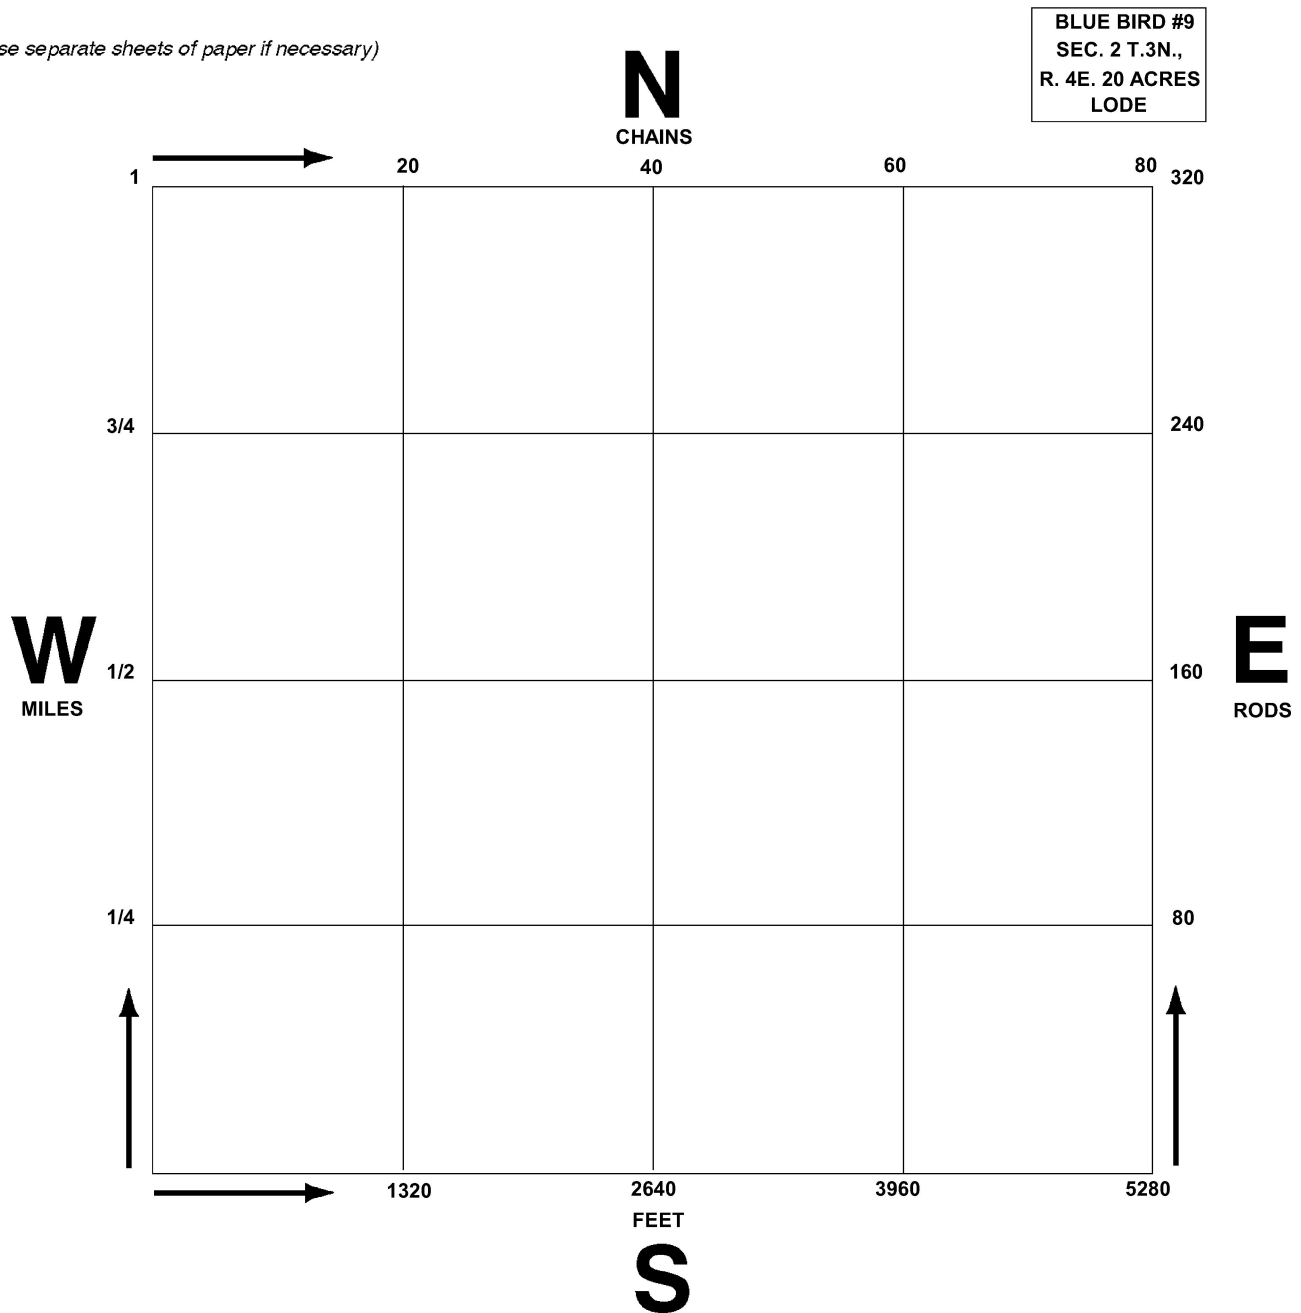 BLUE BIRD #9
SEC. 2 T.3N.,
R. 4E. 20 ACRES
LODE
se separate sheets of paper if necessary)
N
CHAINS
1 20 40 60 80 320
3/4 240
W E
1/2 160
MILES RODS
1/4 80
1320 2640 3960 5280
FEET
S